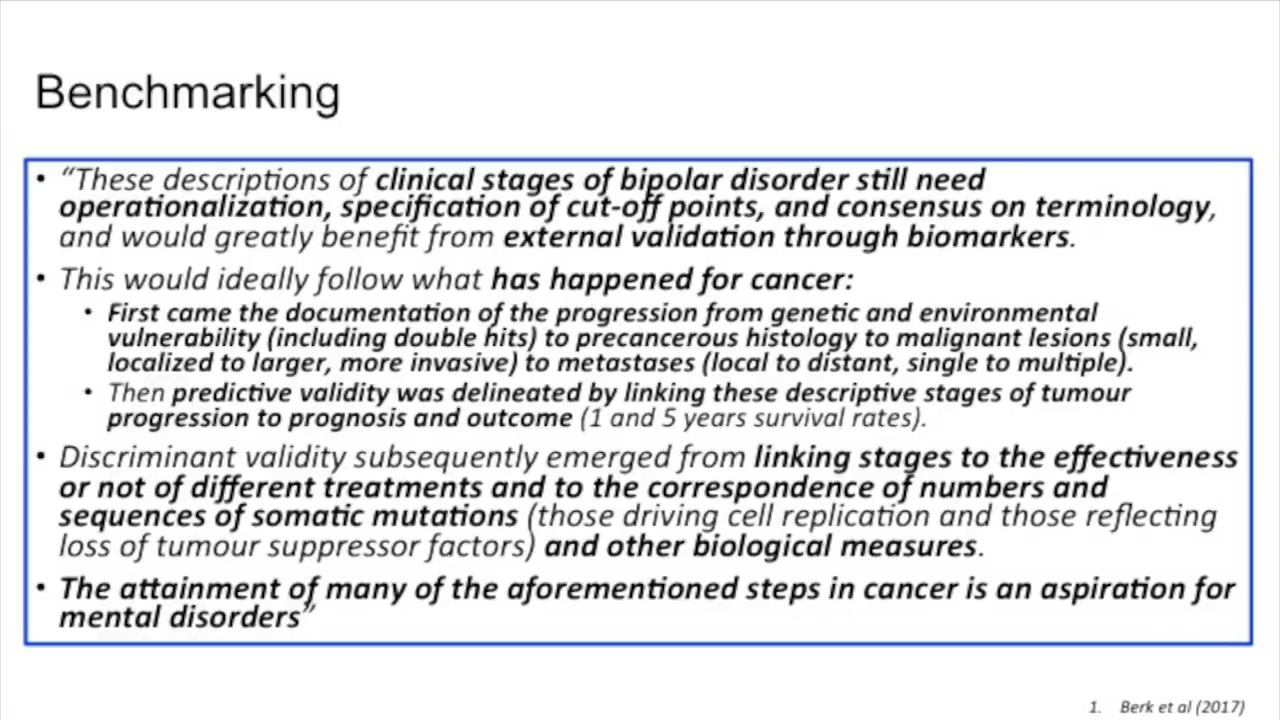 Benchmarking
• “These descriptions of clinical stages of bipolar disorder still need
operationalization, specification of cut-off points, and consensus on terminology,
and would greatly benefit from external validation through biomarkers.
• This would ideally follow what has happened for cancer:
• First came the documentation of the progression from genetic and environmental
vulnerability (including double hits) to precancerous histology to malignant lesions (small,
localized to larger, more invasive) to metastases (local to distant, single to multiple).
• Then predictive validity was delineated by linking these descriptive stages of tumour
progression to prognosis and outcome (1 and 5 years survival rates).
• Discriminant validity subsequently emerged from linking stages to the effectiveness
or not of different treatments and to the correspondence of numbers and
sequences of somatic mutations (those driving cell replication and those reflecting
loss of tumour suppressor factors) and other biological measures.
• The attainment of many of the aforementioned steps in cancer is an aspiration for
mental disorders”
1. Berk et al (2017)